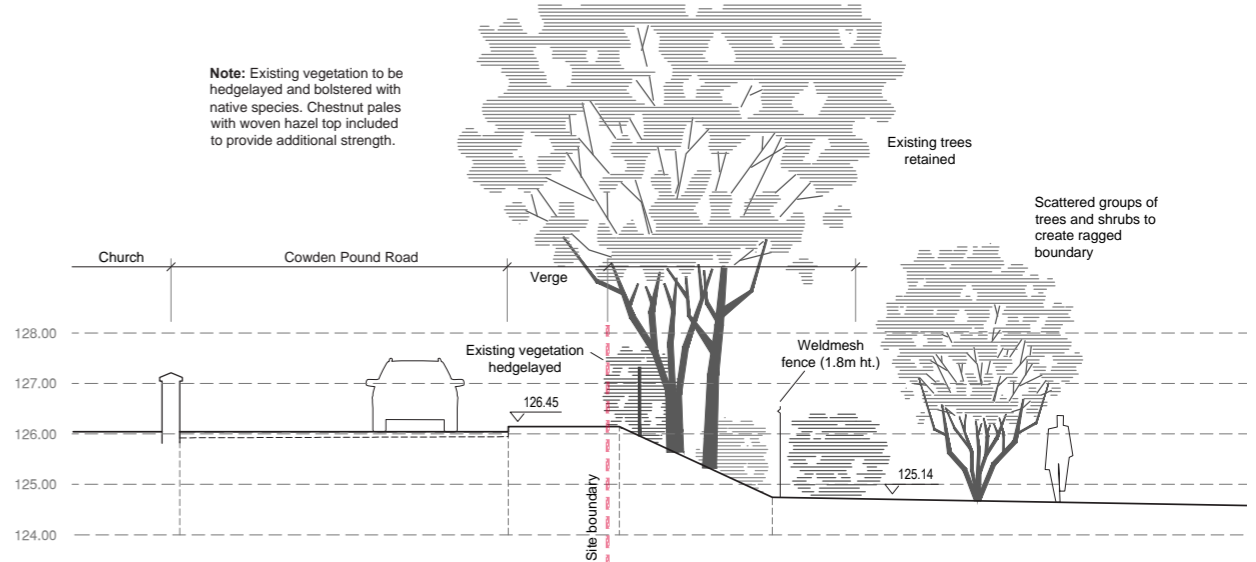 Note: Existing vegetation to be
hedgelayed and bolstered with
native species. Chestnut pales
with woven hazel top included
to provide additional strength.
Existing trees
retained
Scattered groups of
trees and shrubs to
create ragged
boundary
Church
Cowden Pound Road
Verge
128.00
127.00
126.00
125.00
124.00
Existing vegetation
hedgelayed
Weldmesh
fence (1.8m ht.)
126.45
125.14
Site boundary